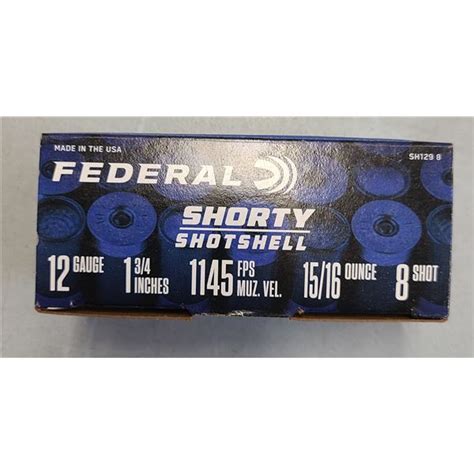 MADE IN THE USA
SH129 8
FEDERAL
SHORTY
SHOTSHELL
12 GAUGE
1 3/4 INCHES
1145 FPS MUZ. VEL.
15/16 OUNCE
8 SHOT